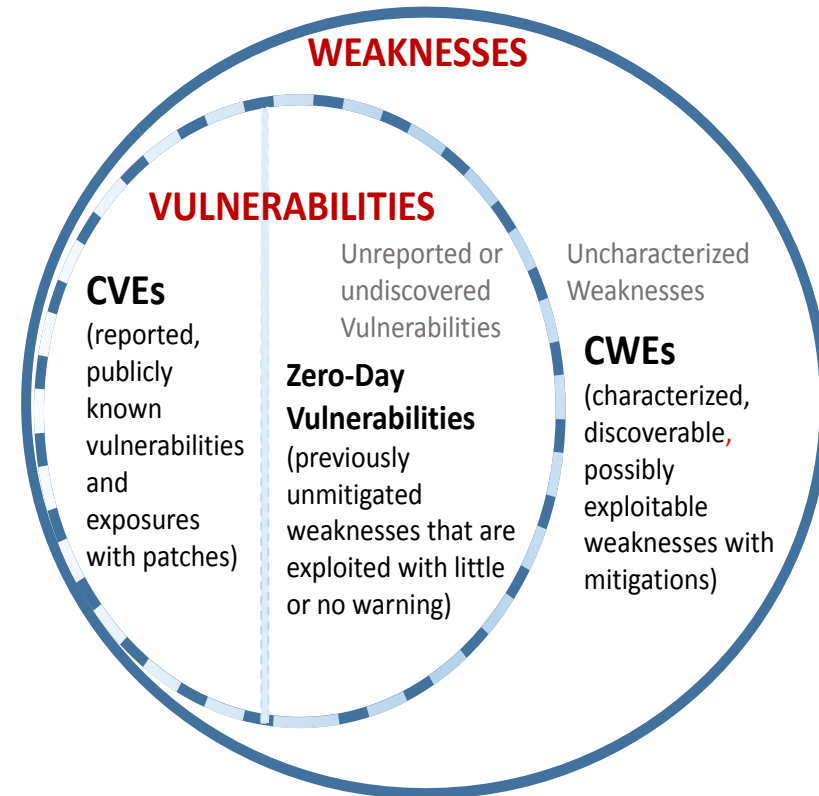 WEAKNESSES
VULNERABILITIES
CVEs
(reported,
publicly
known
vulnerabilities
and
exposures
with patches)
Unreported or
undiscovered
Vulnerabilities
Zero-Day
Vulnerabilities
(previously
unmitigated
weaknesses that are
exploited with little
or no warning)
Uncharacterized
Weaknesses
CWEs
(characterized,
discoverable,
possibly
exploitable
weaknesses with
mitigations)